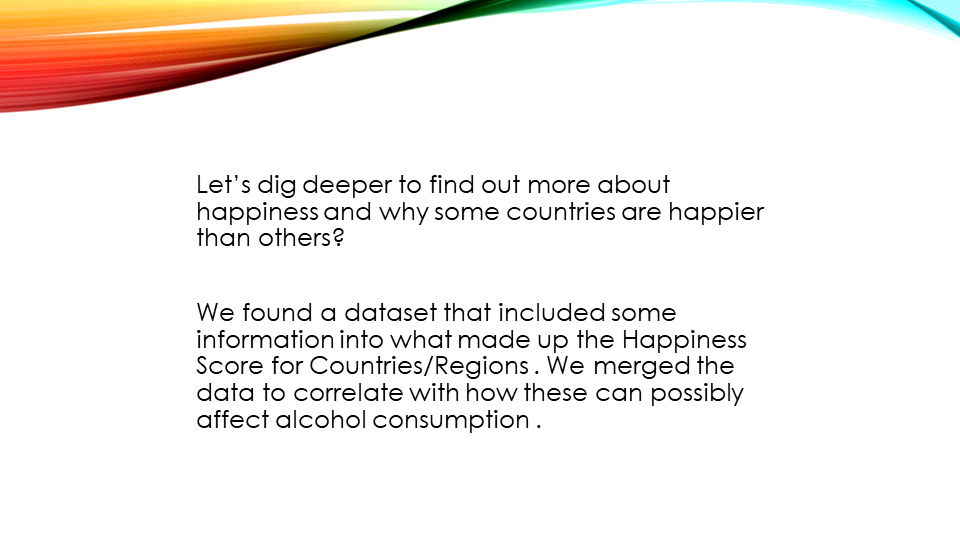 Let’s dig deeper to find out more about
happiness and why some countries are happier
than others?
We found a dataset that included some
information into what made up the Happiness
Score for Countries/Regions . We merged the
data to correlate with how these can possibly
affect alcohol consumption .